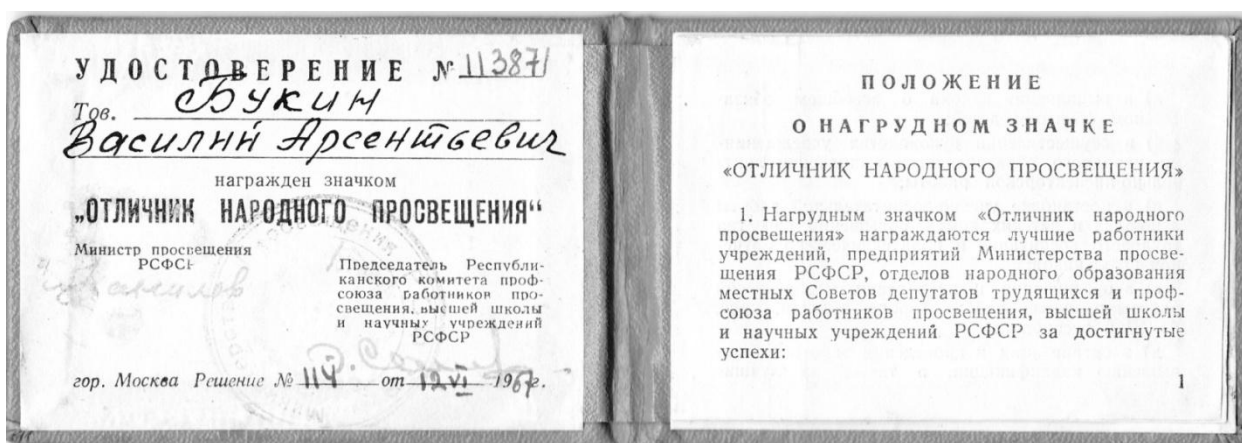 УДОСТОВЕРЕНИЕ № 113871
Тов. Букин
Василий Арсентьевич
награжден значком
„ОТЛИЧНИК НАРОДНОГО ПРОСВЕЩЕНИЯ“
Министр просвещения
РСФСР
Председатель Республи-
канского комитета проф-
союза работников про-
свещения, высшей школы
и научных учреждений
РСФСР
гор. Москва Решение № 114 от 12 VI 1967г.
ПОЛОЖЕНИЕ
О НАГРУДНОМ ЗНАЧКЕ
«ОТЛИЧНИК НАРОДНОГО ПРОСВЕЩЕНИЯ»
1. Нагрудным значком «Отличник народного
просвещения» награждаются лучшие работники
учреждений, предприятий Министерства просве-
щения РСФСР, отделов народного образования
местных Советов депутатов трудящихся и проф-
союза работников просвещения, высшей школы
и научных учреждений РСФСР за достигнутые
успехи:
1